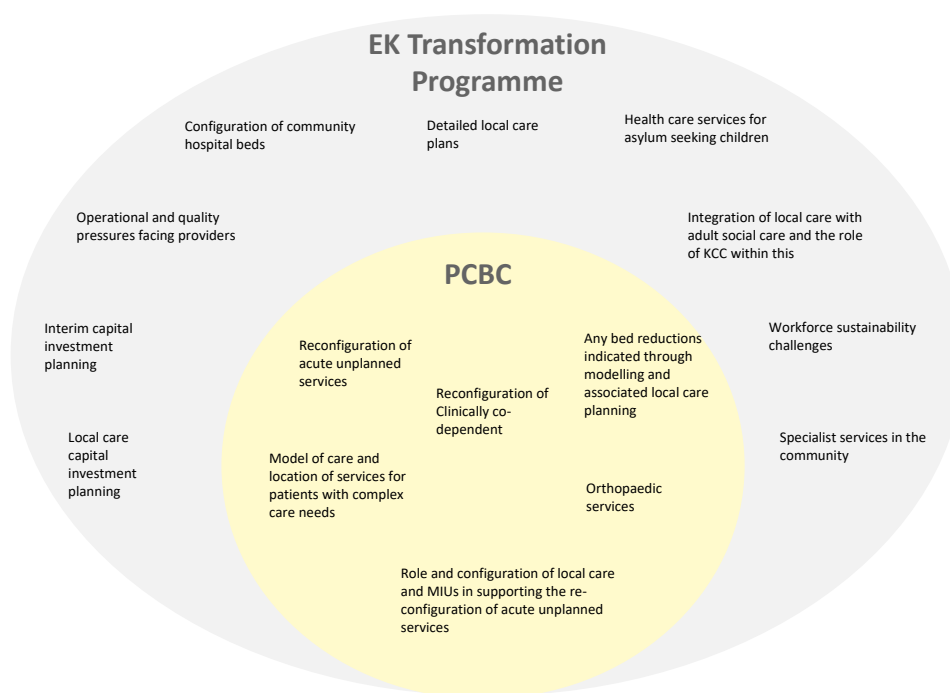 EK Transformation
Programme
Configuration of community
hospital beds
Detailed local care
plans
Health care services for
asylum seeking children
Operational and quality
pressures facing providers
Integration of local care with
adult social care and the role
of KCC within this
PCBC
Interim capital
investment
planning
Reconfiguration of
acute unplanned
services
Any bed reductions
indicated through
modelling and
associated local care
planning
Workforce sustainability
challenges
Reconfiguration of
Clinically co-
dependent
Local care
capital
investment
planning
Model of care and
location of services for
patients with complex
care needs
Orthopaedic
services
Specialist services in the
community
Role and configuration of local care
and MIUs in supporting the re-
configuration of acute unplanned
services